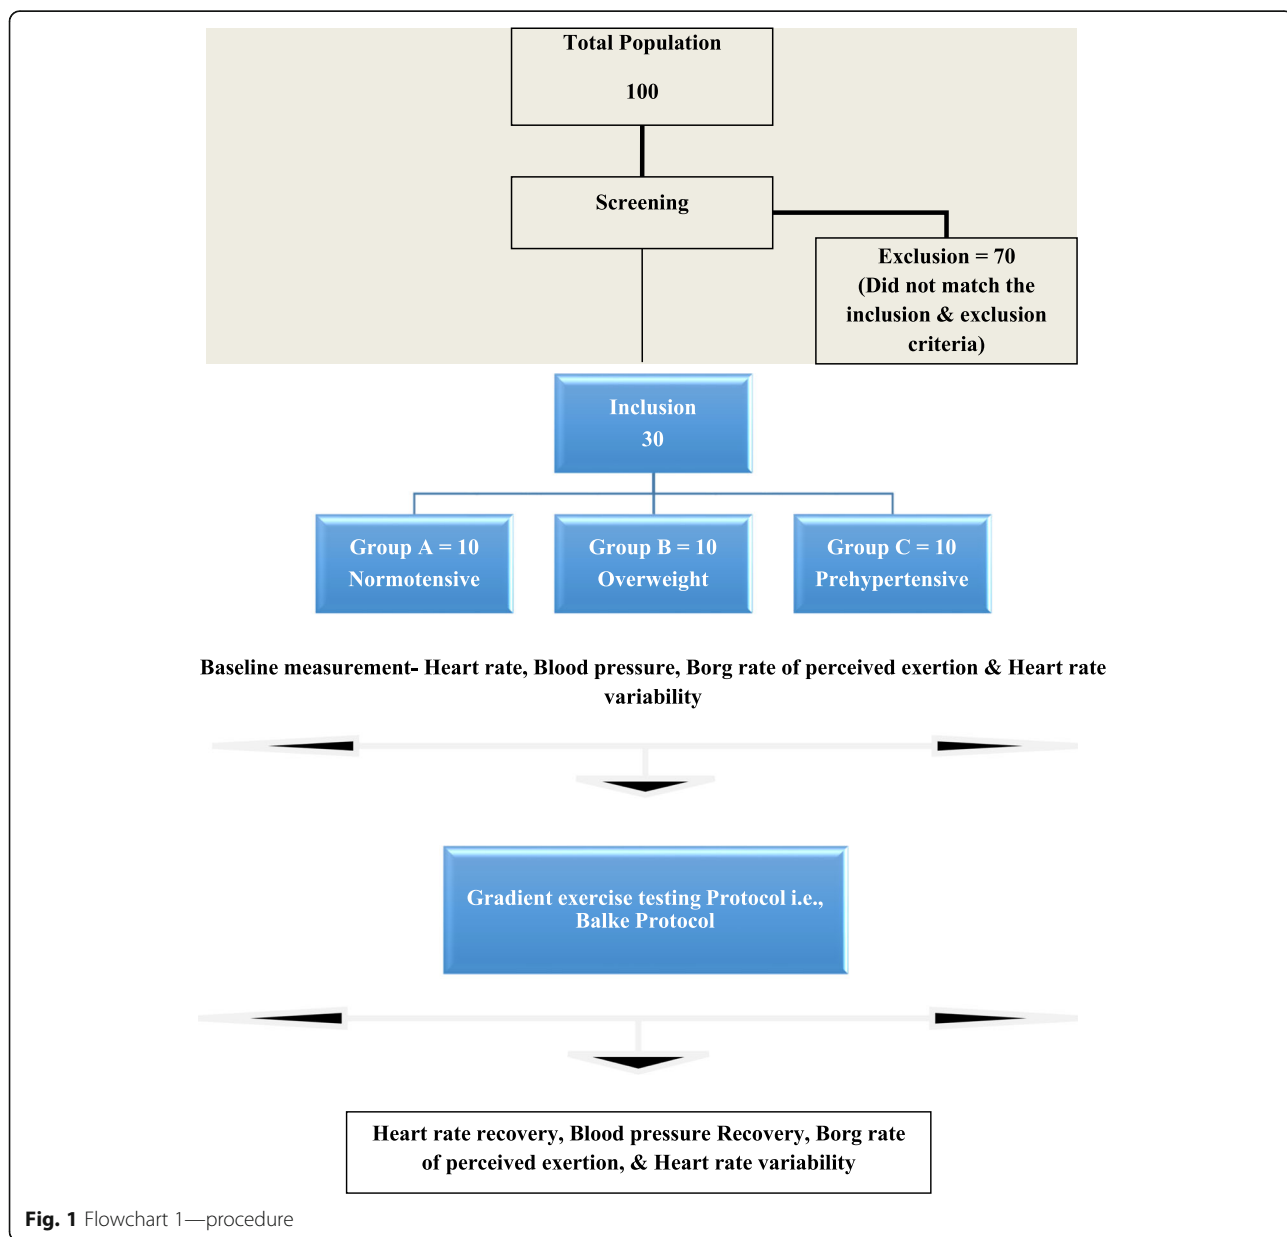 Total Population
100
Screening
Exclusion = 70
(Did not match the
inclusion & exclusion
criteria)
Inclusion
30
Group A = 10
Normotensive
Group B = 10
Overweight
Group C = 10
Prehypertensive
Baseline measurement- Heart rate, Blood pressure, Borg rate of perceived exertion & Heart rate
variability
Gradient exercise testing Protocol i.e.,
Balke Protocol
Heart rate recovery, Blood pressure Recovery, Borg rate
of perceived exertion, & Heart rate variability
Fig. 1 Flowchart 1—procedure